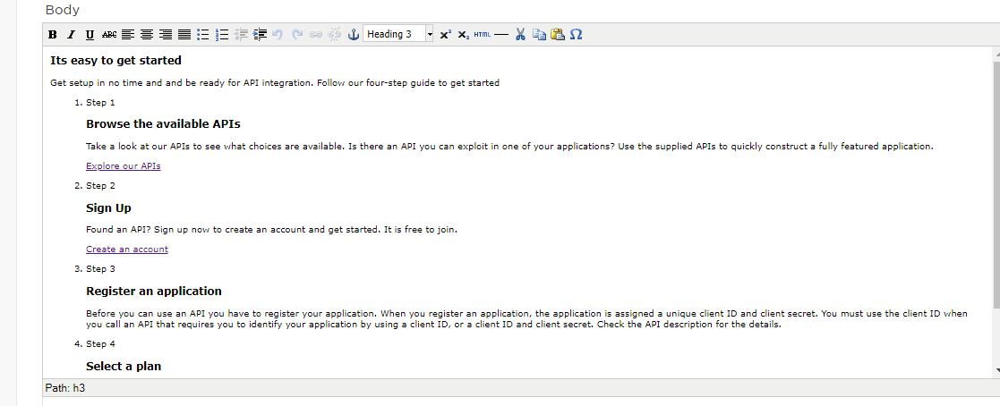 Body
B I U ABC Heading 3 x² x₂ HTML — Ω
Its easy to get started
Get setup in no time and and be ready for API integration. Follow our four-step guide to get started
1. Step 1
Browse the available APIs
Take a look at our APIs to see what choices are available. Is there an API you can exploit in one of your applications? Use the supplied APIs to quickly construct a fully featured application.
Explore our APIs
2. Step 2
Sign Up
Found an API? Sign up now to create an account and get started. It is free to join.
Create an account
3. Step 3
Register an application
Before you can use an API you have to register your application. When you register an application, the application is assigned a unique client ID and client secret. You must use the client ID when
you call an API that requires you to identify your application by using a client ID, or a client ID and client secret. Check the API description for the details.
4. Step 4
Select a plan
Path: h3